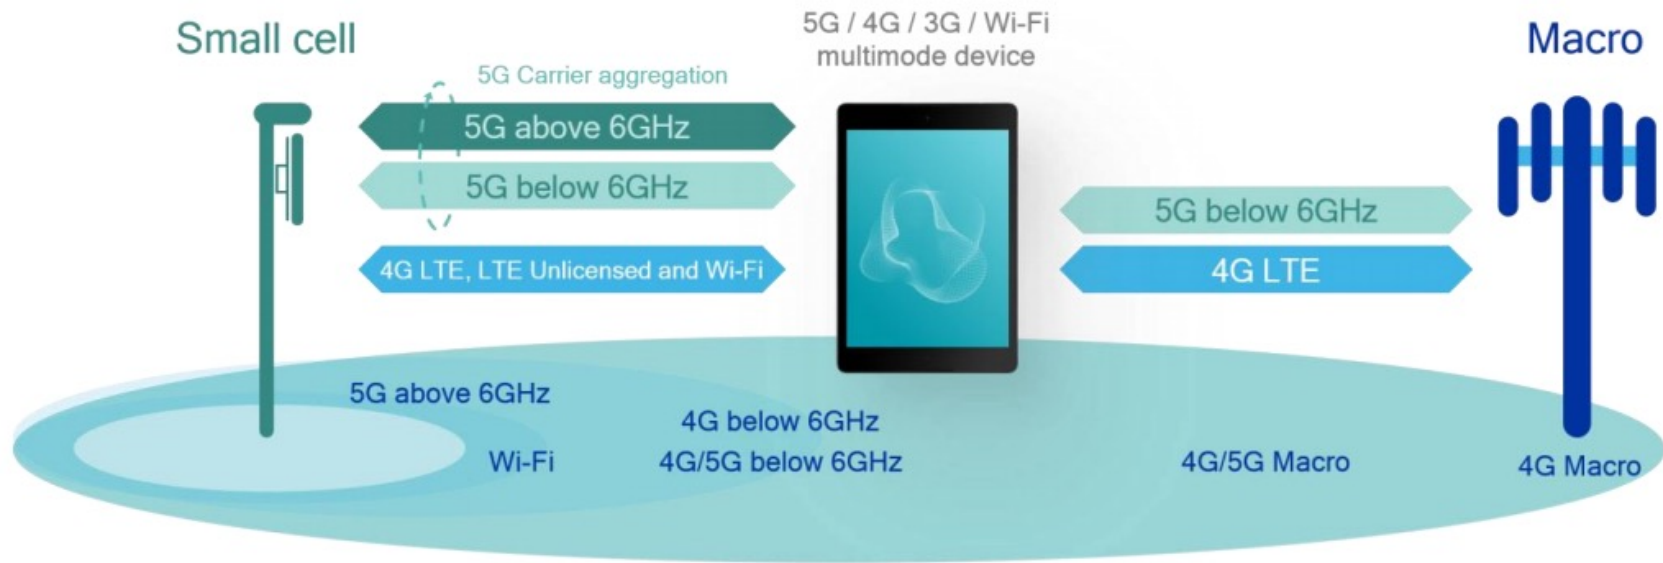 Small cell
5G / 4G / 3G / Wi-Fi
multimode device
Macro
5G Carrier aggregation
5G above 6GHz
5G below 6GHz
4G LTE, LTE Unlicensed and Wi-Fi
5G below 6GHz
4G LTE
5G above 6GHz
4G below 6GHz
Wi-Fi
4G/5G below 6GHz
4G/5G Macro
4G Macro